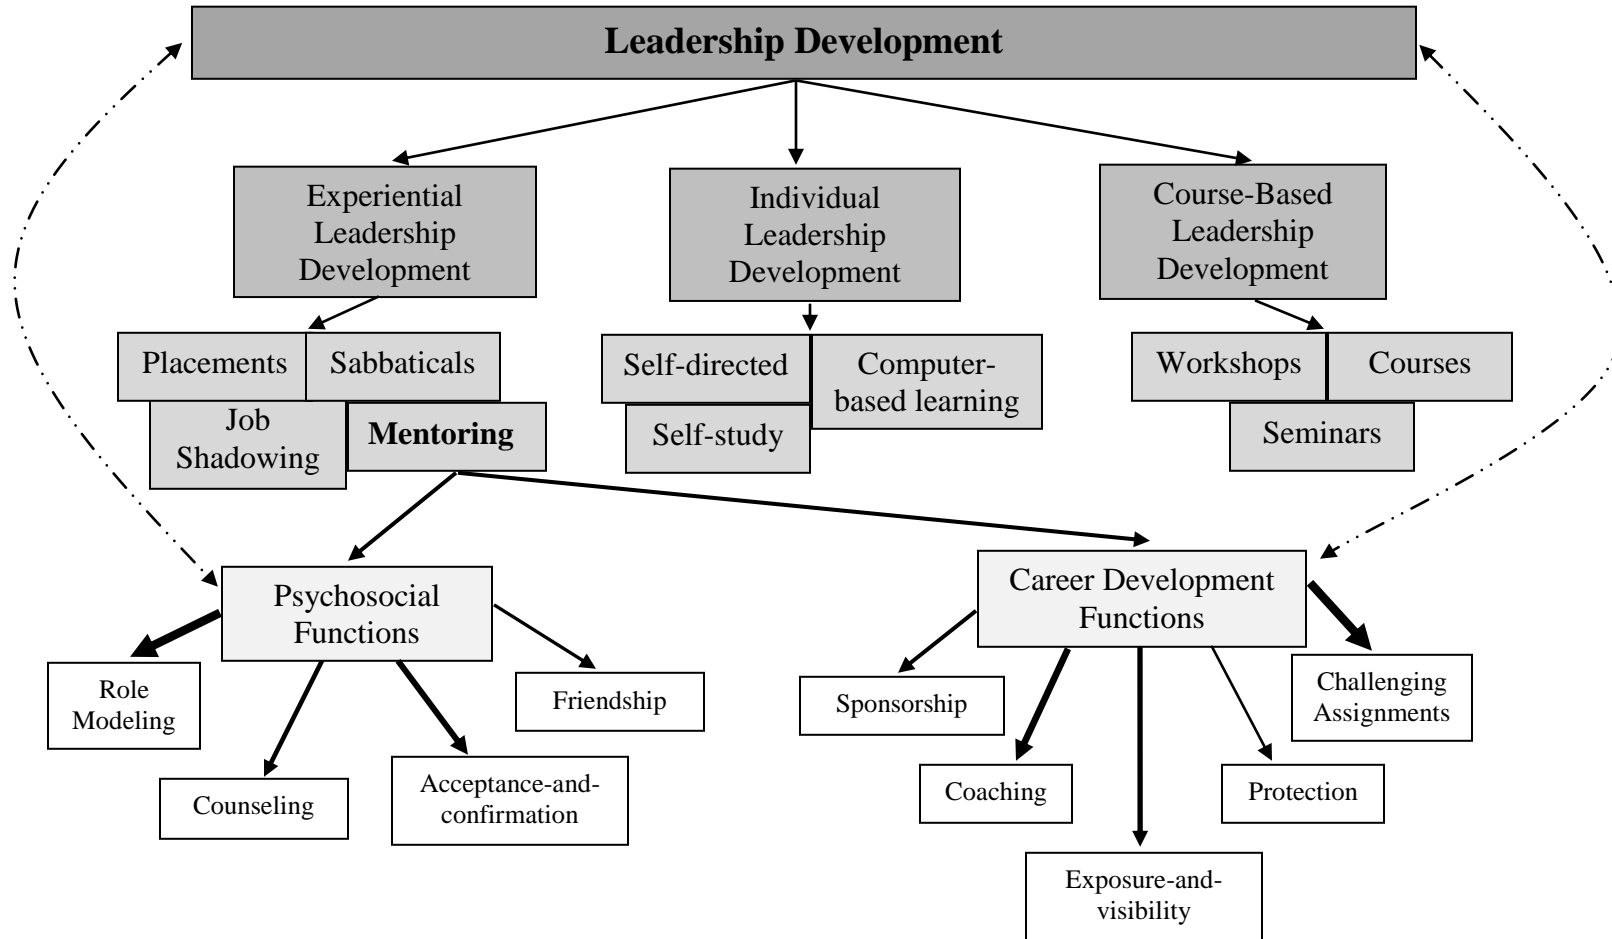 Leadership Development
Experiential
Leadership
Development
Individual
Leadership
Development
Course-Based
Leadership
Development
Placements
Sabbaticals
Job
Shadowing
Mentoring
Self-directed
Computer-
based learning
Self-study
Workshops
Courses
Seminars
Psychosocial
Functions
Career Development
Functions
Role
Modeling
Counseling
Acceptance-and-
confirmation
Friendship
Sponsorship
Coaching
Exposure-and-
visibility
Protection
Challenging
Assignments